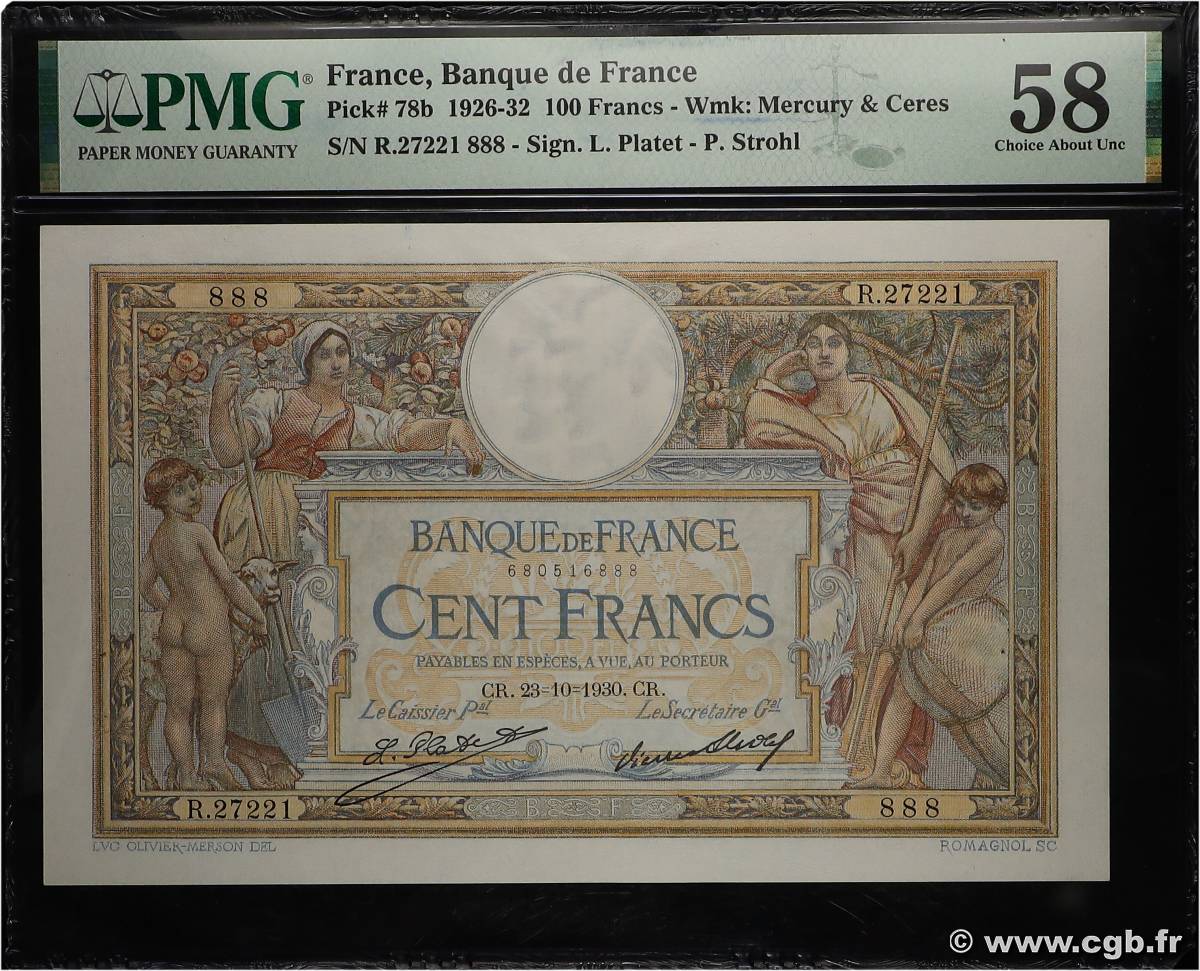 PMG®
PAPER MONEY GUARANTY
France, Banque de France
Pick# 78b 1926-32 100 Francs - Wmk: Mercury & Ceres
S/N R.27221 888 - Sign. L. Platet - P. Strohl
58
Choice About Unc
888
R.27221
B F
B F
BANQUE DE FRANCE
680516888
CENT FRANCS
PAYABLES EN ESPÈCES, A VUE, AU PORTEUR
CR. 23=10=1930. CR.
Le Caissier Pal
Le Secrétaire Gal
L. Platet
R.27221
B F
888
LVC OLIVIER-MERSON DEL
ROMAGNOL SC
© www.cgb.fr